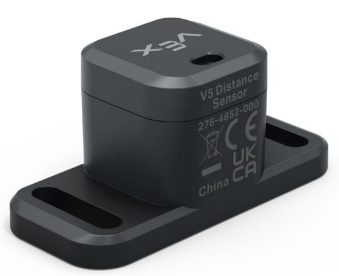 VEX
V5 Distance
Sensor
276-4852-000
CE
UK
CA
China